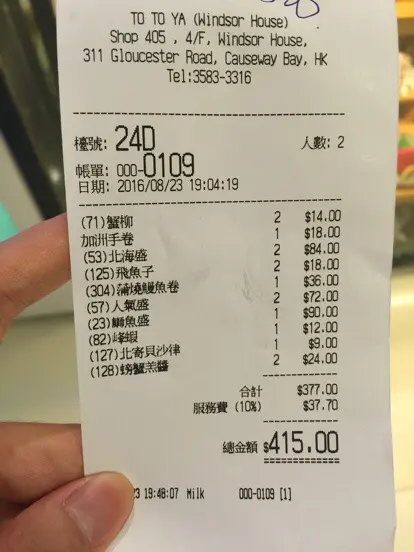 TO TO YA (Windsor House)
Shop 405 , 4/F, Windsor House,
311 Gloucester Road, Causeway Bay, HK
Tel:3583-3316
檯號: 24D 人數: 2
帳單: 000-0109
日期: 2016/08/23 19:04:19
(71)蟹柳 2 $14.00
加洲手卷 1 $18.00
(53)北海盛 2 $84.00
(125)飛魚子 2 $18.00
(304)蒲燒鰻魚卷 1 $36.00
(57)人氣盛 2 $72.00
(23)鰤魚盛 1 $90.00
(82)峰蝦 1 $12.00
(127)北寄貝沙律 1 $9.00
(128)螃蟹羔醬 2 $24.00
合計 $377.00
服務費 (10%) $37.70
總金額 $415.00
23 19:48:07 Milk 000-0109 [1]